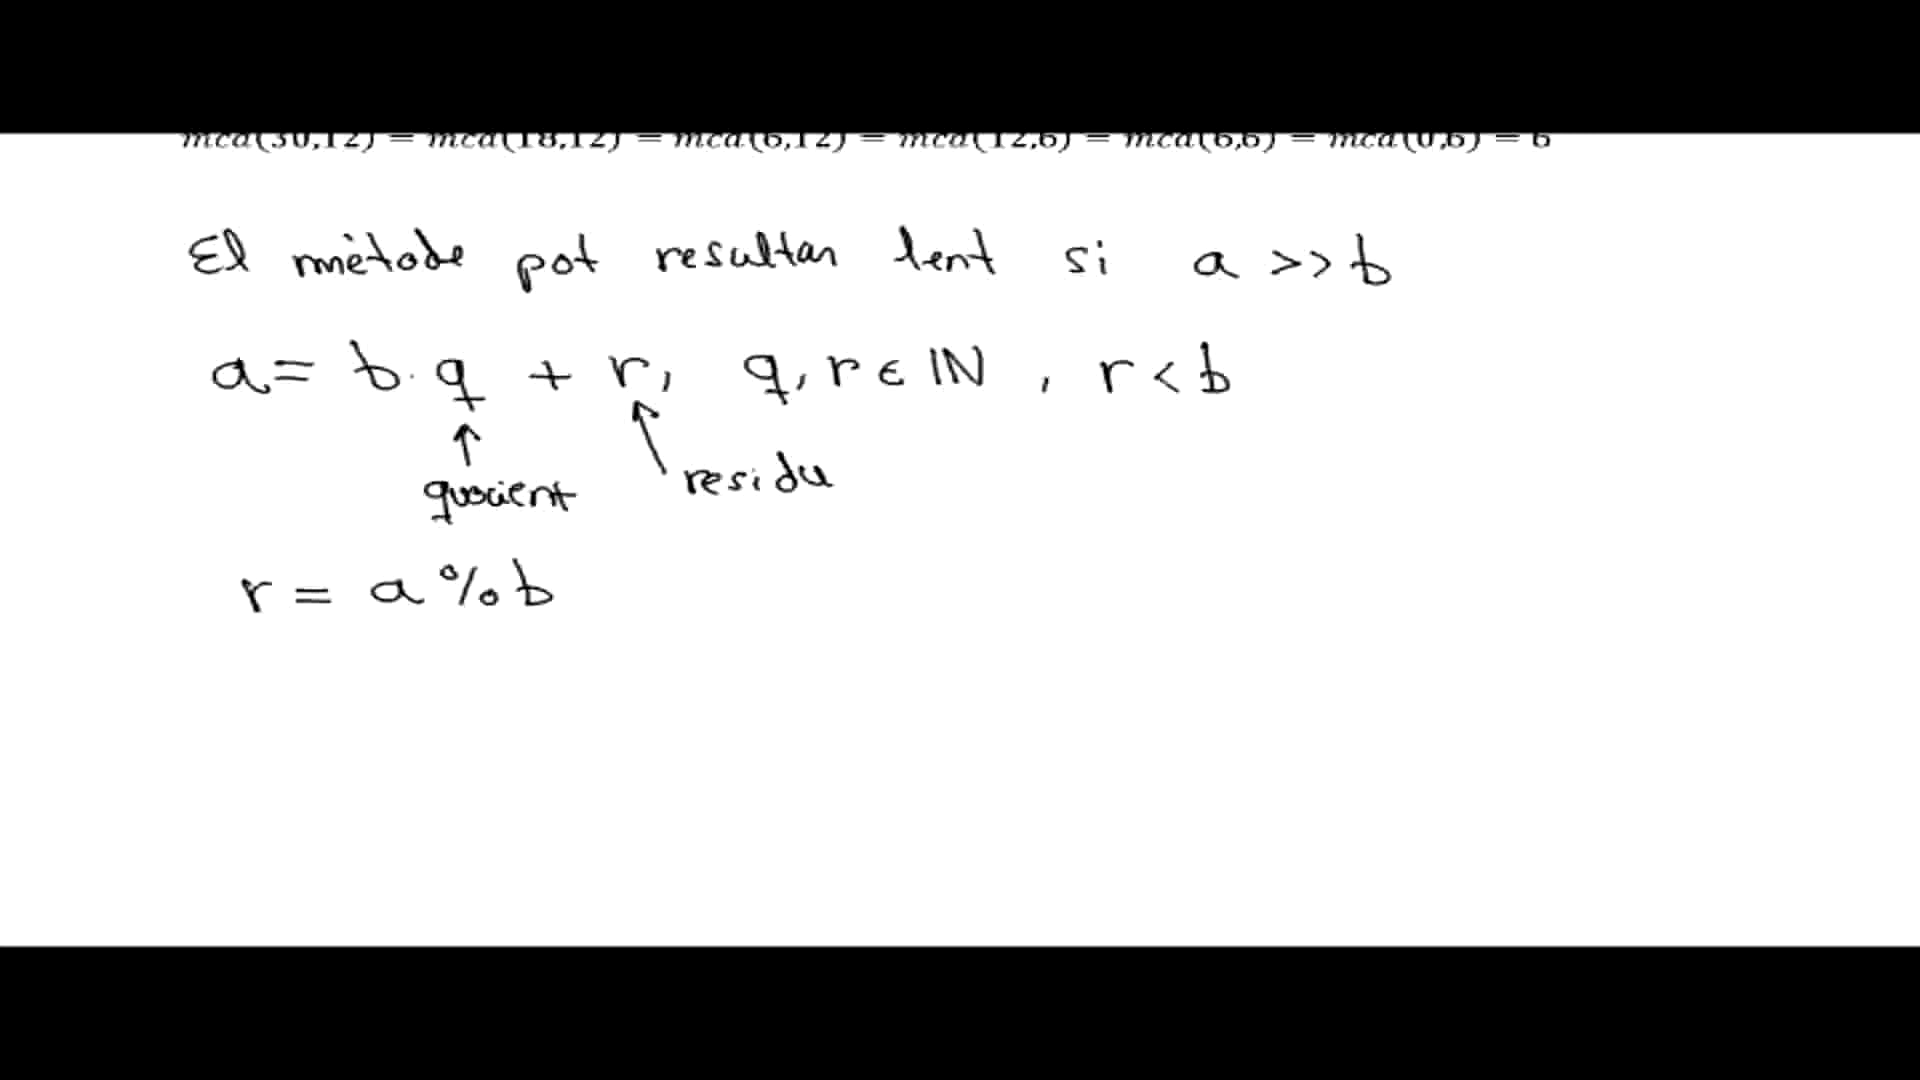 mcd(30,12) = mcd(18,12) = mcd(6,12) = mcd(12,6) = mcd(6,6) = mcd(0,6) = 6
El mètode pot resultar lent si a >> b
a = b · q + r, q, r ∈ ℕ, r < b
↑
quocient
residu
r = a % b